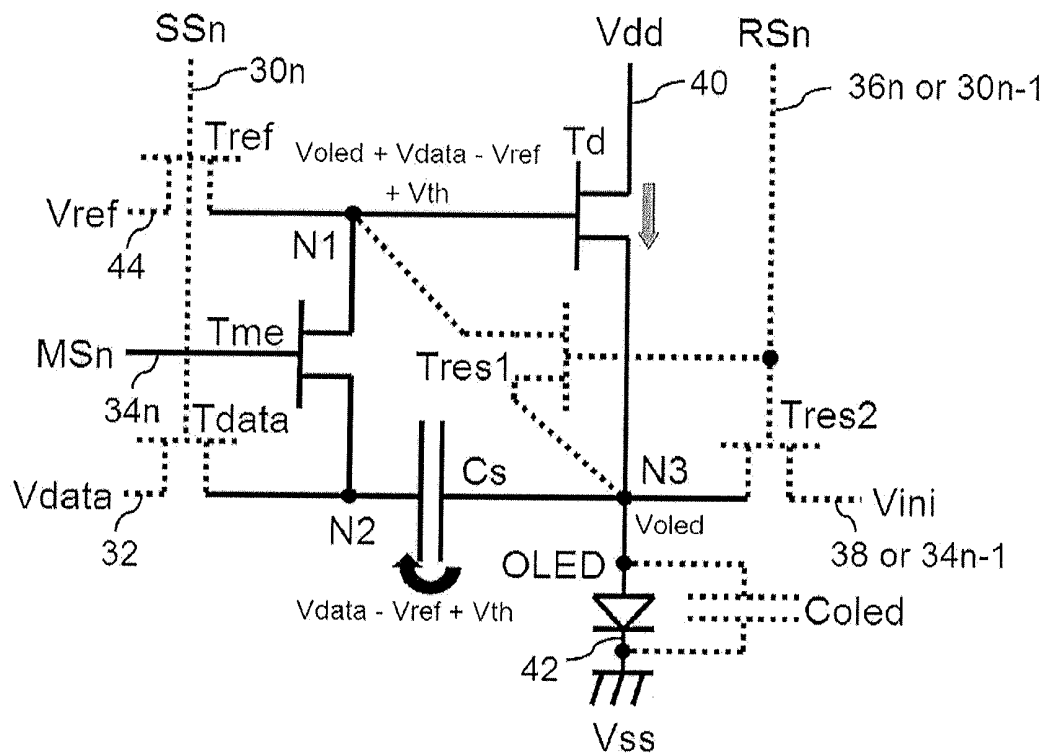 SSn
Vdd
RSn
30n
40
36n or 30n-1
Tref
Voled + Vdata - Vref
+ Vth
Td
Vref
44
N1
MSn
Tme
34n
Tres1
Tdata
Tres2
Vdata
Cs
N3
Vini
32
N2
Voled
38 or 34n-1
OLED
Vdata - Vref + Vth
Coled
42
Vss